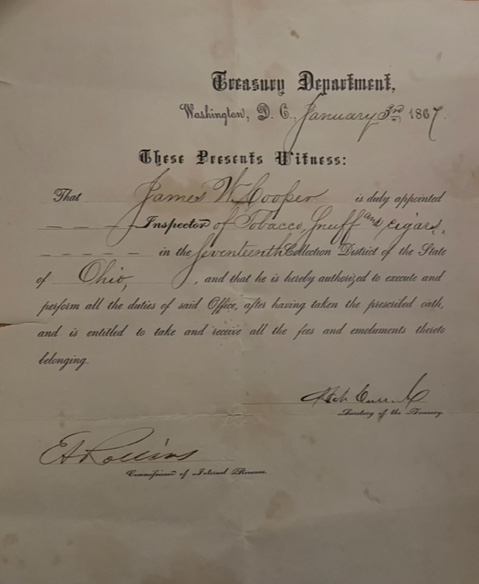 Treasury Department,
Washington, D. C. January 3rd 1867.
These Presents Witness:
That James W. Cooper is duly appointed
Inspector of Tobacco, Snuff and Cigars,
in the Seventeenth Collection District of the State
of Ohio, , and that he is hereby authorized to execute and
perform all the duties of said Office, after having taken the prescribed oath,
and is entitled to take and receive all the fees and emoluments thereto
belonging.
Secretary of the Treasury
E A Rollins
Commissioner of Internal Revenue